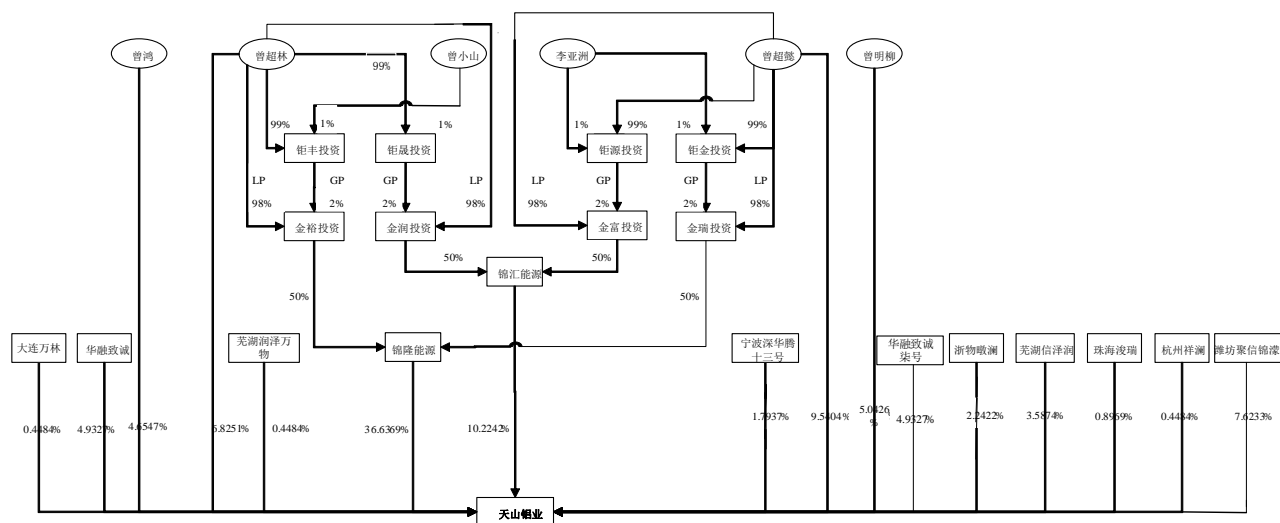 曾鸿
曾超林
曾小山
李亚洲
曾超懿
曾明柳
99%
99%
1%
1%
1%
99%
1%
99%
钜丰投资
钜晟投资
钜源投资
钜金投资
LP
GP
GP
LP
LP
GP
GP
LP
98%
2%
2%
98%
98%
2%
2%
98%
金裕投资
金润投资
金富投资
金瑞投资
50%
50%
锦汇能源
50%
50%
大连万林
华融致诚
芜湖润泽万
物
锦隆能源
宁波深华腾
十三号
华融致诚
柒号
浙物暾澜
芜湖信泽润
珠海浚瑞
杭州祥澜
潍坊聚信锦濛
0.4484%
4.9327%
4.6547%
6.8251%
0.4484%
36.6369%
10.2242%
1.7937%
9.5404%
5.0426
%
4.9327%
2.2422%
3.5874%
0.8969%
0.4484%
7.6233%
天山铝业